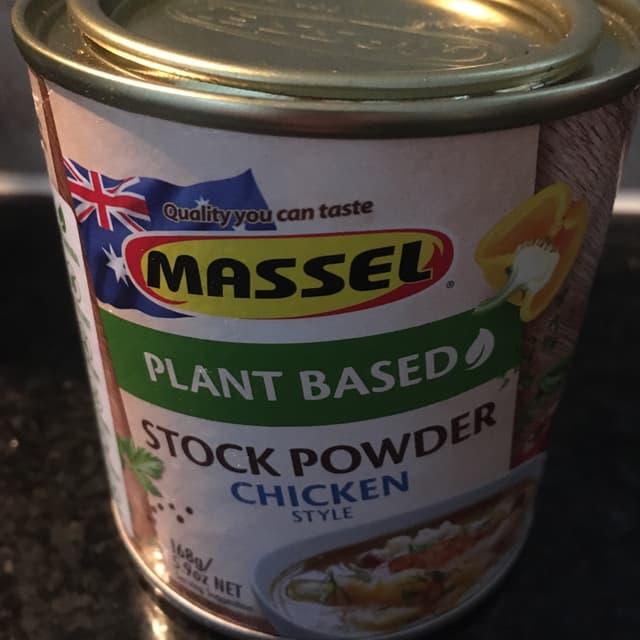 Quality you can taste
MASSEL®
PLANT BASED
STOCK POWDER
CHICKEN
STYLE
168g/
5.9oz NET